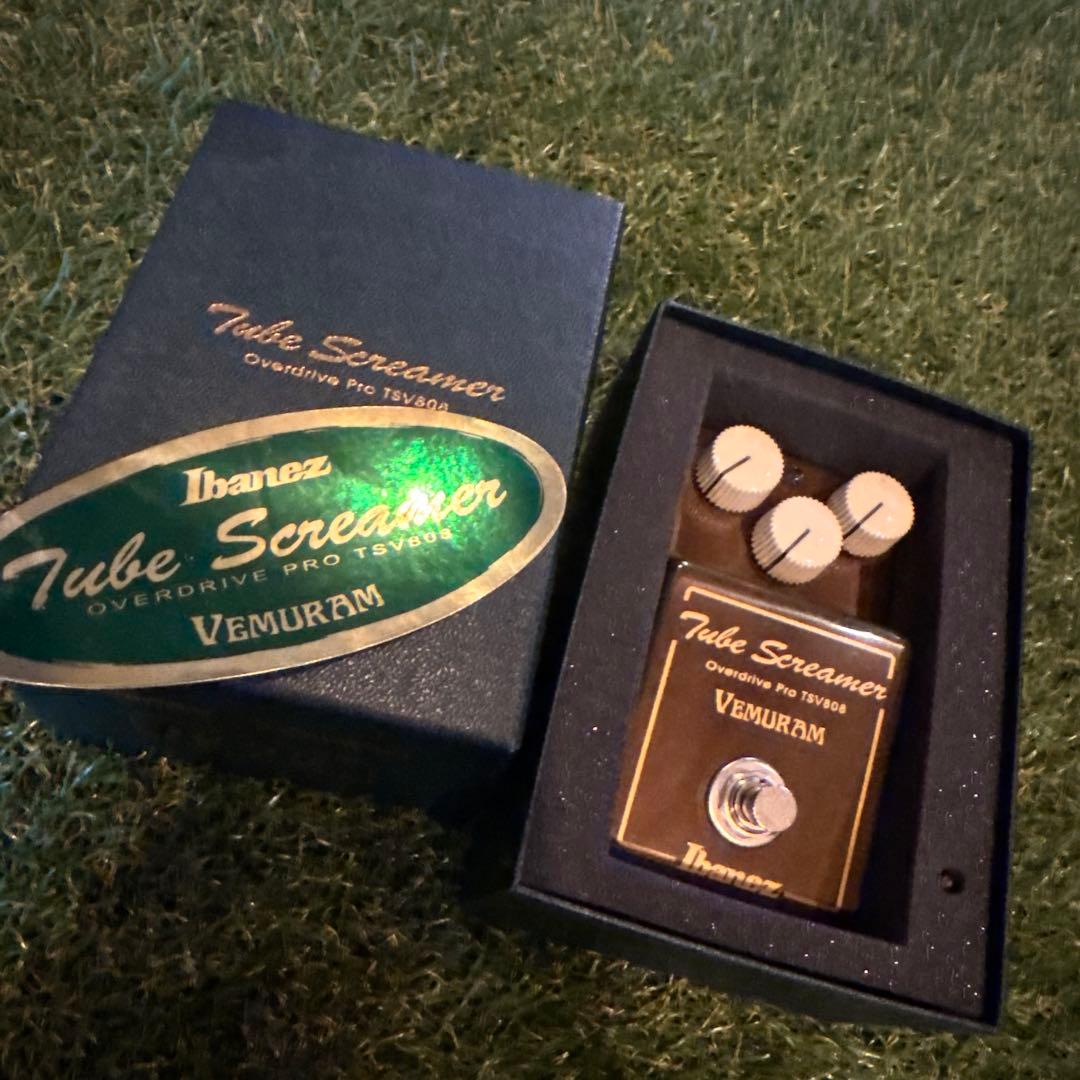 Tube Screamer
Overdrive Pro TSV808
Ibanez
Tube Screamer
OVERDRIVE PRO TSV808
VEMURAM
Tube Screamer
Overdrive Pro TSV808
VEMURAM
Ibanez